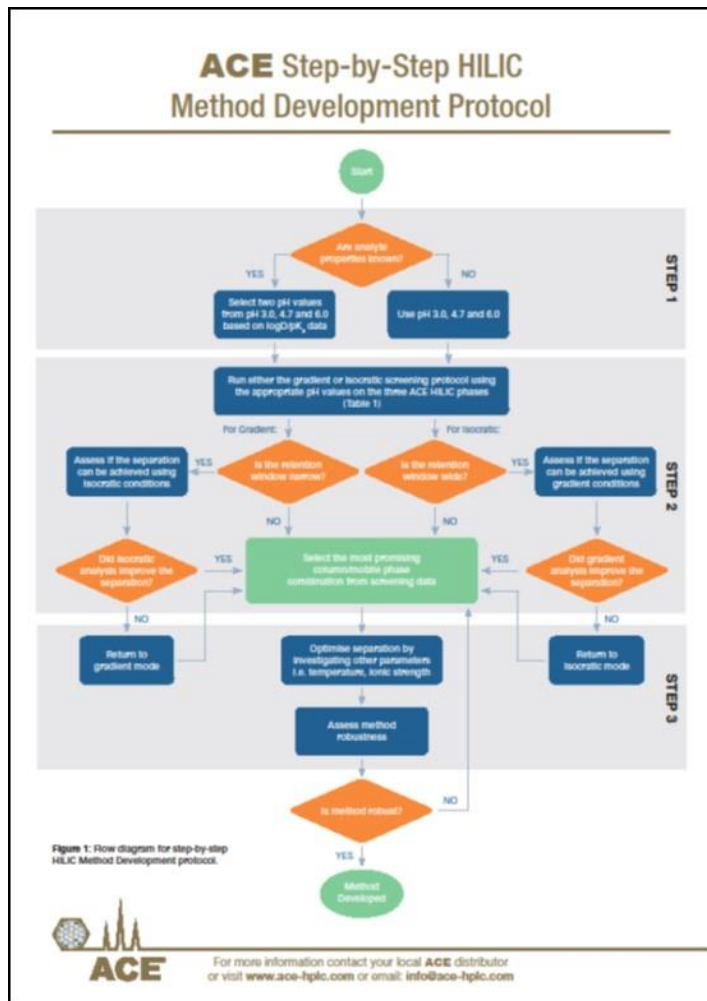 ACE Step-by-Step HILIC
Method Development Protocol
Start
STEP 1
Are analyte
properties known?
YES
NO
Select two pH values
from pH 3.0, 4.7 and 6.0
based on logD/pKa data
Use pH 3.0, 4.7 and 6.0
STEP 2
Run either the gradient or isocratic screening protocol using
the appropriate pH values on the three ACE HILIC phases
(Table 1)
For Gradient:
For Isocratic:
Assess if the separation
can be achieved using
isocratic conditions
YES
Is the retention
window narrow?
Is the retention
window wide?
YES
Assess if the separation
can be achieved using
gradient conditions
NO
NO
Did isocratic
analysis improve the
separation?
YES
Select the most promising
column/mobile phase
combination from screening data
YES
Did gradient
analysis improve the
separation?
NO
NO
STEP 3
Return to
gradient mode
Optimise separation by
investigating other parameters
i.e. temperature, ionic strength
Return to
isocratic mode
Assess method
robustness
Is method robust?
NO
YES
Method
Developed
Figure 1: Flow diagram for step-by-step
HILIC Method Development protocol.
ACE
For more information contact your local ACE distributor
or visit www.ace-hplc.com or email: info@ace-hplc.com